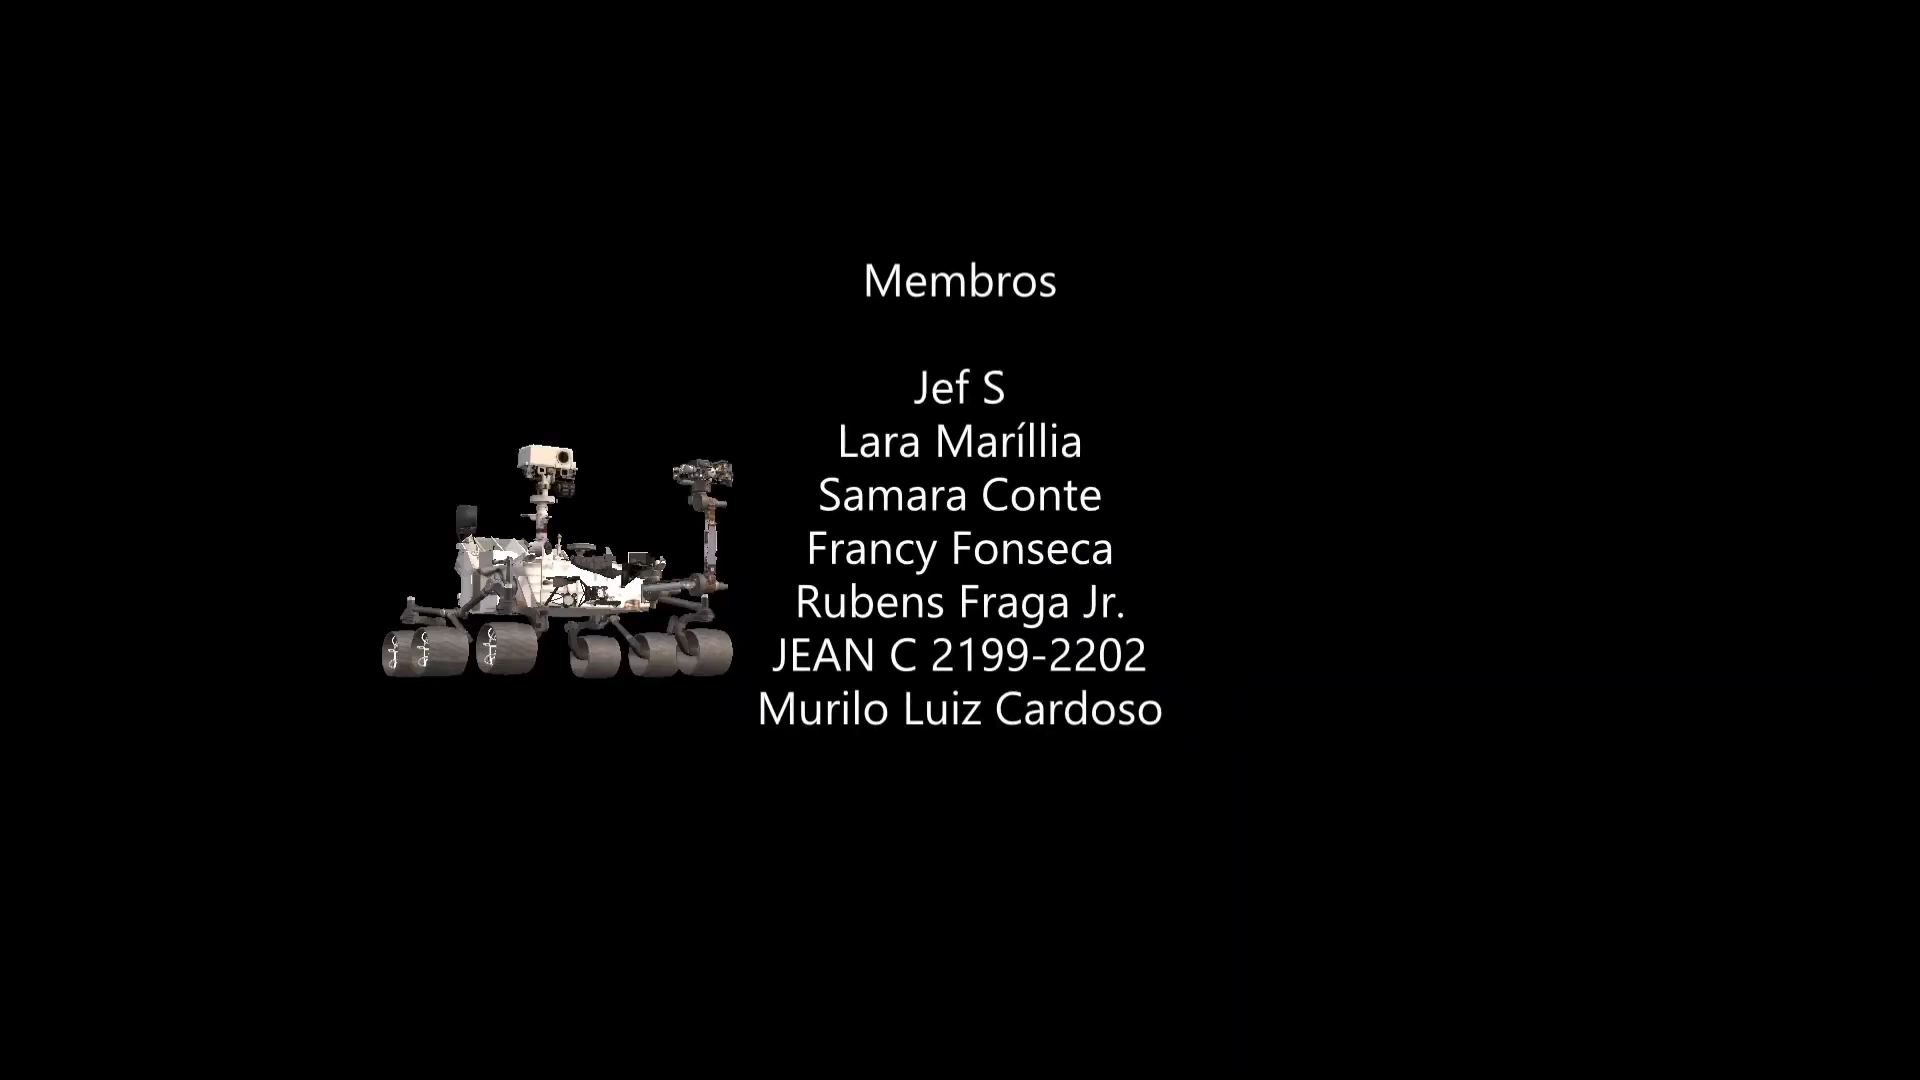 Membros
Jef S
Lara Maríllia
Samara Conte
Francy Fonseca
Rubens Fraga Jr.
JEAN C 2199-2202
Murilo Luiz Cardoso